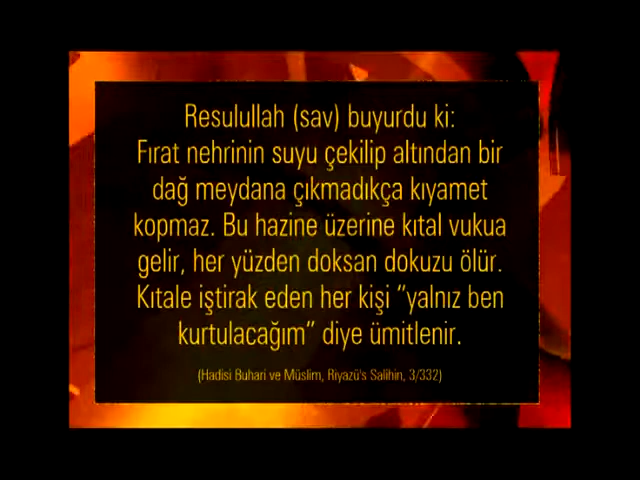 Resulullah (sav) buyurdu ki:
Fırat nehrinin suyu çekilip altından bir
dağ meydana çıkmadıkça kıyamet
kopmaz. Bu hazine üzerine kıtal vukua
gelir, her yüzden doksan dokuzu ölür.
Kıtale iştirak eden her kişi “yalnız ben
kurtulacağım” diye ümitlenir.
(Hadisi Buhari ve Müslim, Riyazü's Salihin, 3/332)